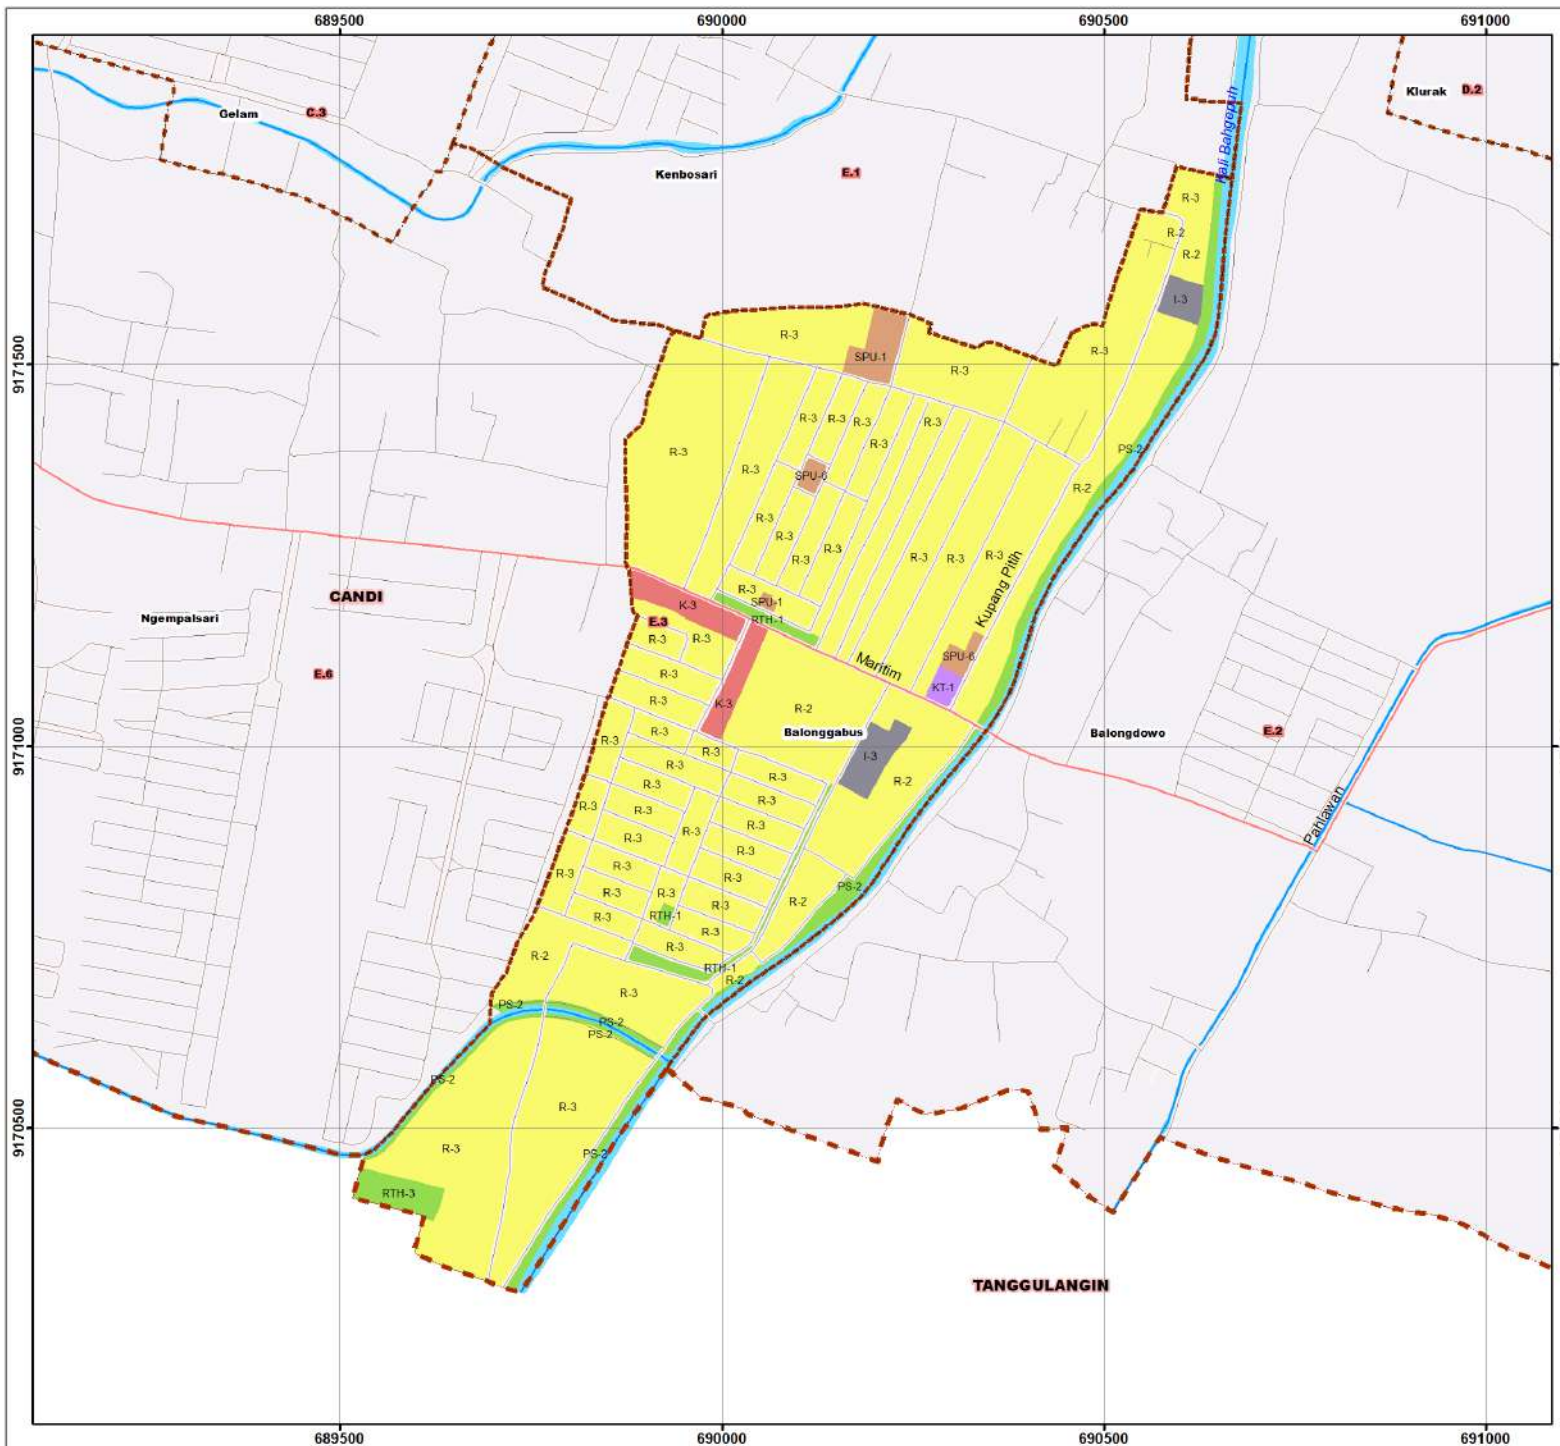 689500 690000 690500 691000
Klurak D.2
Gelam C.3
Kali Bahgepuh
Kenbosari E.1
R-3
R-2
R-2
I-3
R-3
R-3
SPU-1
R-3
9171500
R-3
R-3 R-3 R-3 R-3
R-3
R-3
PS-2
R-3
SPU-6
R-2
R-3
R-3
R-3
R-3
R-3 R-3 R-3
Kupang Pitih
CANDI
R-3
SPU-1
K-3
RTH-1
Ngempalsari
E.3
R-3 R-3
SPU-6
Maritim
E.6
R-3
KT-1
R-3
K-3
R-2
R-3
Balonggabus
Balongdowo
E.2
R-3
R-3
9171000
I-3
R-3
R-3
R-2
R-3
R-3
R-3
R-3
R-3
R-3
R-3
R-3
Pahlawan
R-3
R-3
R-3
R-3
PS-2
R-3
R-3
R-2
R-3
RTH-1
R-3
R-3
R-3
R-2
RTH-1
R-2
R-3
PS-2
PS-2
PS-2
PS-2
R-3
9170500
R-3
PS-2
RTH-3
TANGGULANGIN
689500 690000 690500 691000